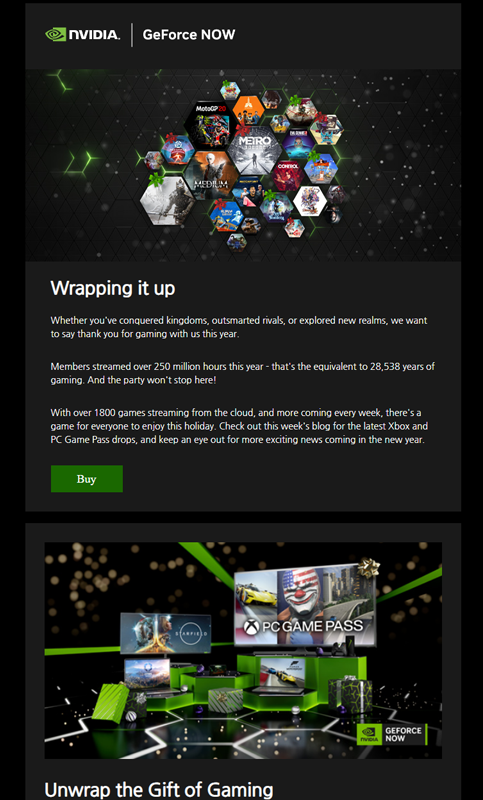 NVIDIA. GeForce NOW
MotoGP 20
METRO
MEDIUM
CONTROL
Wrapping it up
Whether you've conquered kingdoms, outsmarted rivals, or explored new realms, we want
to say thank you for gaming with us this year.
Members streamed over 250 million hours this year - that's the equivalent to 28,538 years of
gaming. And the party won't stop here!
With over 1800 games streaming from the cloud, and more coming every week, there's a
game for everyone to enjoy this holiday. Check out this week's blog for the latest Xbox and
PC Game Pass drops, and keep an eye out for more exciting news coming in the new year.
Buy
STARFIELD
PC GAME PASS
NVIDIA GEFORCE
NOW
Unwrap the Gift of Gaming